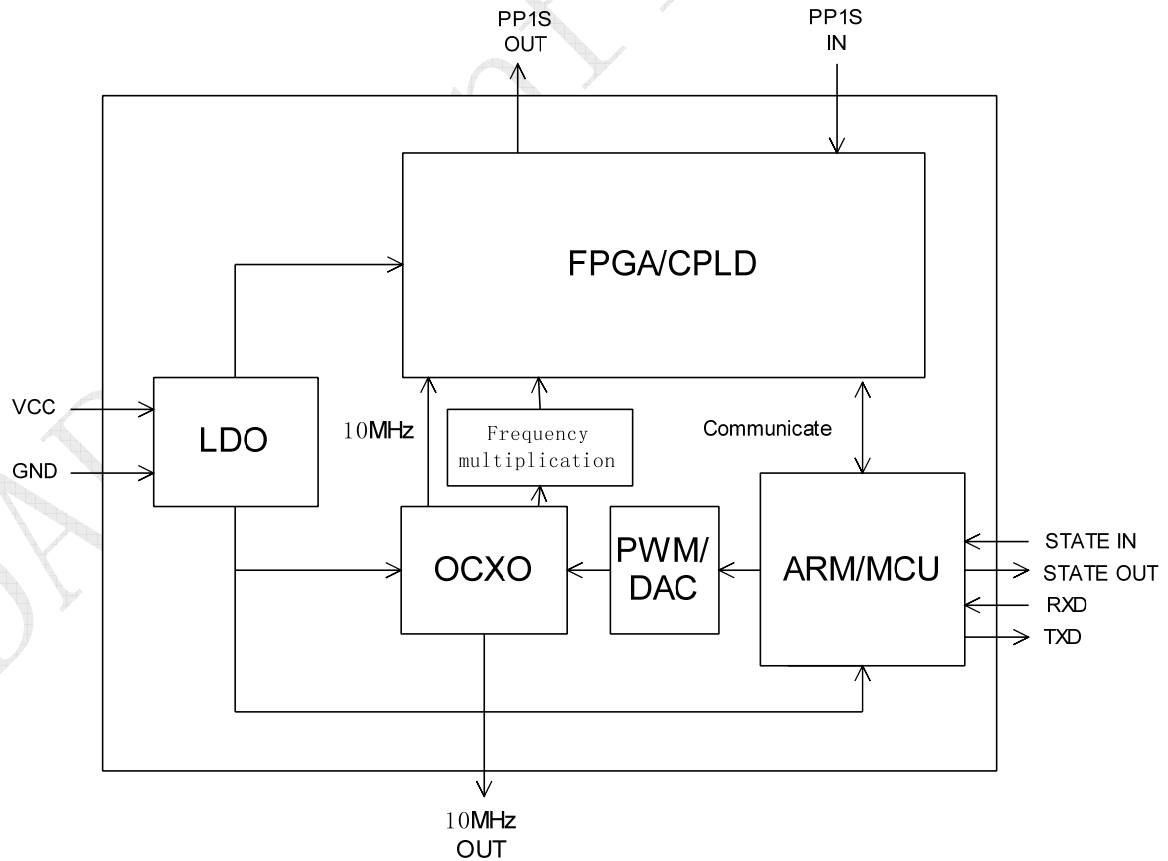 PP1S
OUT
PP1S
IN
FPGA/CPLD
VCC
GND
LDO
10MHz
Frequency
multiplication
Communicate
OCXO
PWM/
DAC
ARM/MCU
STATE IN
STATE OUT
RXD
TXD
10MHz
OUT